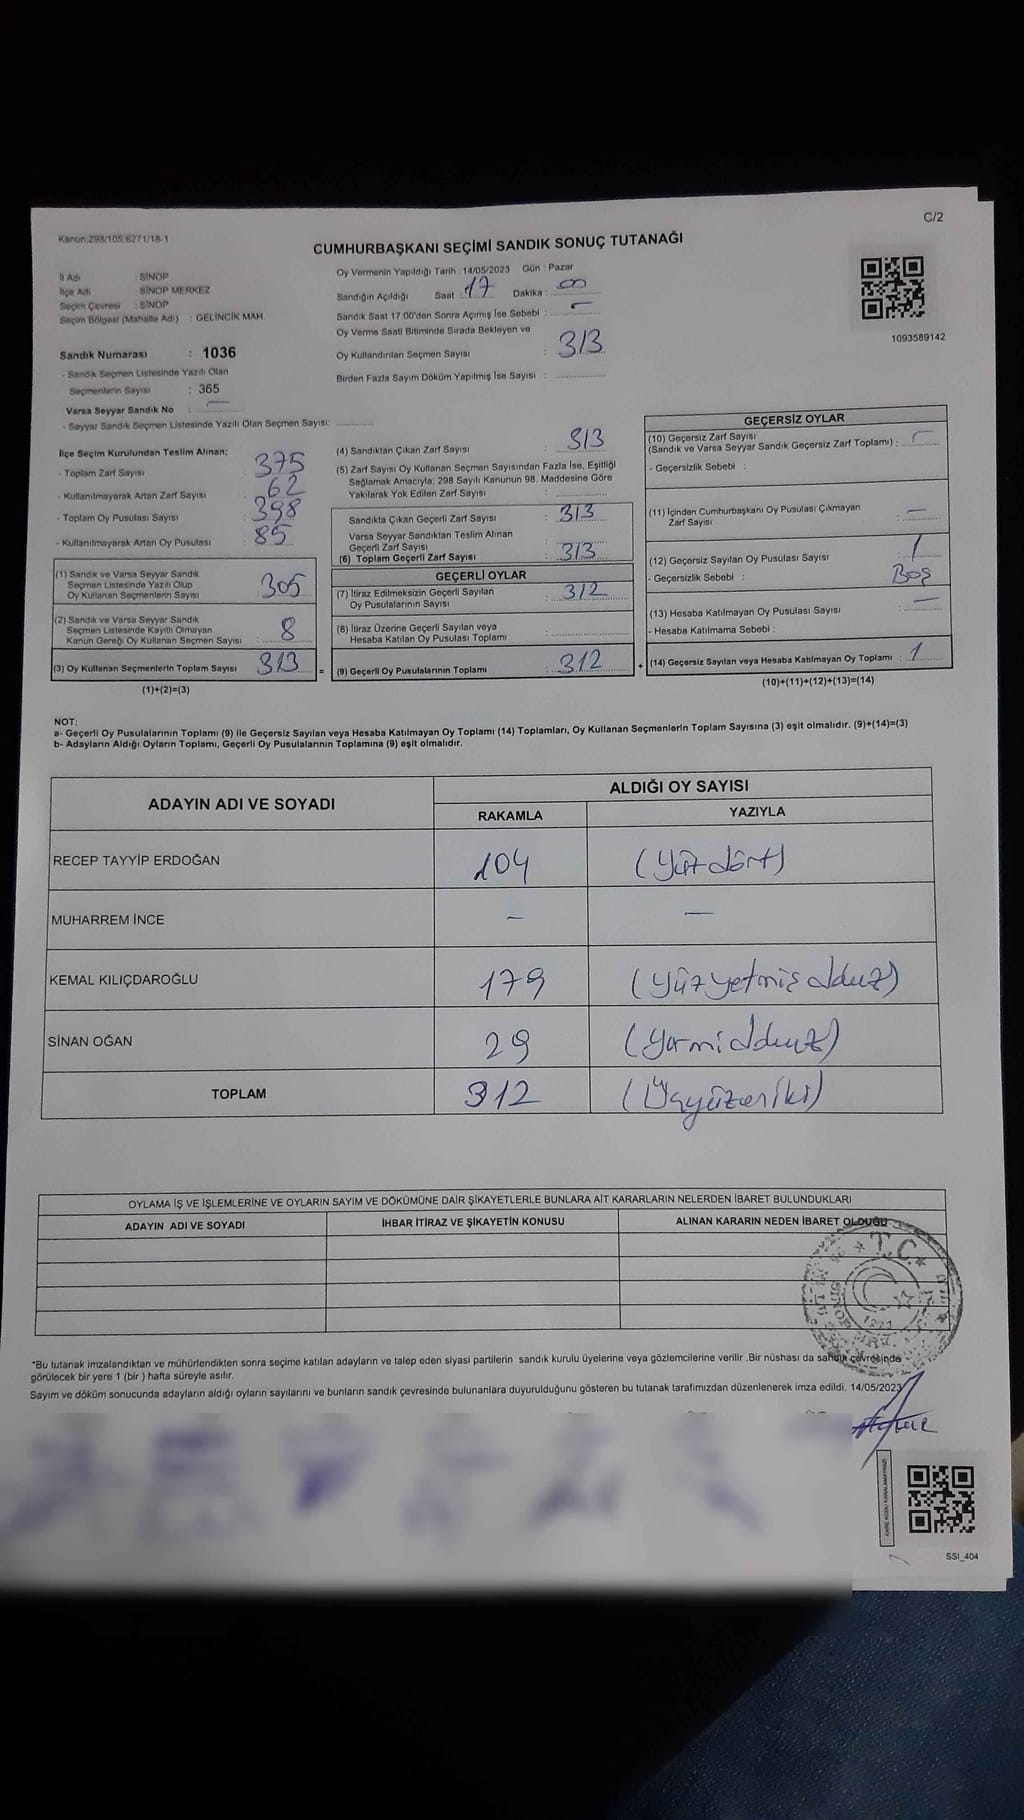 C/2
Kanun:298/105:6271/18-1
CUMHURBAŞKANI SEÇİMİ SANDIK SONUÇ TUTANAĞI
İl Adı : SİNOP
İlçe Adı : SİNOP MERKEZ
Seçim Çevresi : SİNOP
Seçim Bölgesi (Mahalle Adı) : GELİNCİK MAH.
Sandık Numarası : 1036
- Sandık Seçmen Listesinde Yazılı Olan
Seçmenlerin Sayısı : 365
Varsa Seyyar Sandık No : —
- Seyyar Sandık Seçmen Listesinde Yazılı Olan Seçmen Sayısı:
Oy Vermenin Yapıldığı Tarih : 14/05/2023 Gün : Pazar
Sandığın Açıldığı Saat : 17 Dakika : 00
Sandık Saat 17:00'den Sonra Açımış İse Sebebi : —
Oy Verme Saati Bitiminde Sırada Bekleyen ve
Oy Kullandırılan Seçmen Sayısı : 313
Birden Fazla Sayım Döküm Yapılmış İse Sayısı :
1093589142
İlçe Seçim Kurulundan Teslim Alınan;
- Toplam Zarf Sayısı : 375
- Kullanılmayarak Artan Zarf Sayısı : 62
- Toplam Oy Pusulası Sayısı : 398
- Kullanılmayarak Artan Oy Pusulası : 85
(1) Sandık ve Varsa Seyyar Sandık
Seçmen Listesinde Yazılı Olup
Oy Kullanan Seçmenlerin Sayısı : 305
(2) Sandık ve Varsa Seyyar Sandık
Seçmen Listesinde Kayıtlı Olmayan
Kanun Gereği Oy Kullanan Seçmen Sayısı : 8
(3) Oy Kullanan Seçmenlerin Toplam Sayısı : 313 =
(1)+(2)=(3)
(4) Sandıktan Çıkan Zarf Sayısı : 313
(5) Zarf Sayısı Oy Kullanan Seçmen Sayısından Fazla İse, Eşitliği
Sağlamak Amacıyla; 298 Sayılı Kanunun 98. Maddesine Göre
Yakılarak Yok Edilen Zarf Sayısı :
Sandıkta Çıkan Geçerli Zarf Sayısı : 313
Varsa Seyyar Sandıktan Teslim Alınan
Geçerli Zarf Sayısı
(6) Toplam Geçerli Zarf Sayısı : 313
GEÇERLİ OYLAR
(7) İtiraz Edilmeksizin Geçerli Sayılan
Oy Pusulalarının Sayısı : 312
(8) İtiraz Üzerine Geçerli Sayılan veya
Hesaba Katılan Oy Pusulası Toplamı :
(9) Geçerli Oy Pusulalarının Toplamı : 312 +
GEÇERSİZ OYLAR
(10) Geçersiz Zarf Sayısı
(Sandık ve Varsa Seyyar Sandık Geçersiz Zarf Toplamı) : —
- Geçersizlik Sebebi :
(11) İçinden Cumhurbaşkanı Oy Pusulası Çıkmayan
Zarf Sayısı : —
(12) Geçersiz Sayılan Oy Pusulası Sayısı : 1
- Geçersizlik Sebebi : Boş
(13) Hesaba Katılmayan Oy Pusulası Sayısı : —
- Hesaba Katılmama Sebebi :
(14) Geçersiz Sayılan veya Hesaba Katılmayan Oy Toplamı : 1
(10)+(11)+(12)+(13)=(14)
NOT:
a- Geçerli Oy Pusulalarının Toplamı (9) ile Geçersiz Sayılan veya Hesaba Katılmayan Oy Toplamı (14) Toplamları, Oy Kullanan Seçmenlerin Toplam Sayısına (3) eşit olmalıdır. (9)+(14)=(3)
b- Adayların Aldığı Oyların Toplamı, Geçerli Oy Pusulalarının Toplamına (9) eşit olmalıdır.
ADAYIN ADI VE SOYADI
ALDIĞI OY SAYISI
RAKAMLA YAZIYLA
RECEP TAYYİP ERDOĞAN 104 (yüzdört)
MUHARREM İNCE — —
KEMAL KILIÇDAROĞLU 179 (yüzyetmiş dokuz)
SİNAN OĞAN 29 (yirmidokuz)
TOPLAM 312 (Üçyüzoniki)
OYLAMA İŞ VE İŞLEMLERİNE VE OYLARIN SAYIM VE DÖKÜMÜNE DAİR ŞİKAYETLERLE BUNLARA AİT KARARLARIN NELERDEN İBARET BULUNDUKLARI
ADAYIN ADI VE SOYADI İHBAR İTİRAZ VE ŞİKAYETİN KONUSU ALINAN KARARIN NEDEN İBARET OLDUĞU
T.C.
*Bu tutanak imzalandıktan ve mühürlendikten sonra seçime katılan adayların ve talep eden siyasi partilerin sandık kurulu üyelerine veya gözlemcilerine verilir .Bir nüshası da sandık çevresinde
görülecek bir yere 1 (bir ) hafta süreyle asılır.
Sayım ve döküm sonucunda adayların aldığı oyların sayılarını ve bunların sandık çevresinde bulunanlara duyurulduğunu gösteren bu tutanak tarafımızdan düzenlenerek imza edildi. 14/05/2023
SSI_404